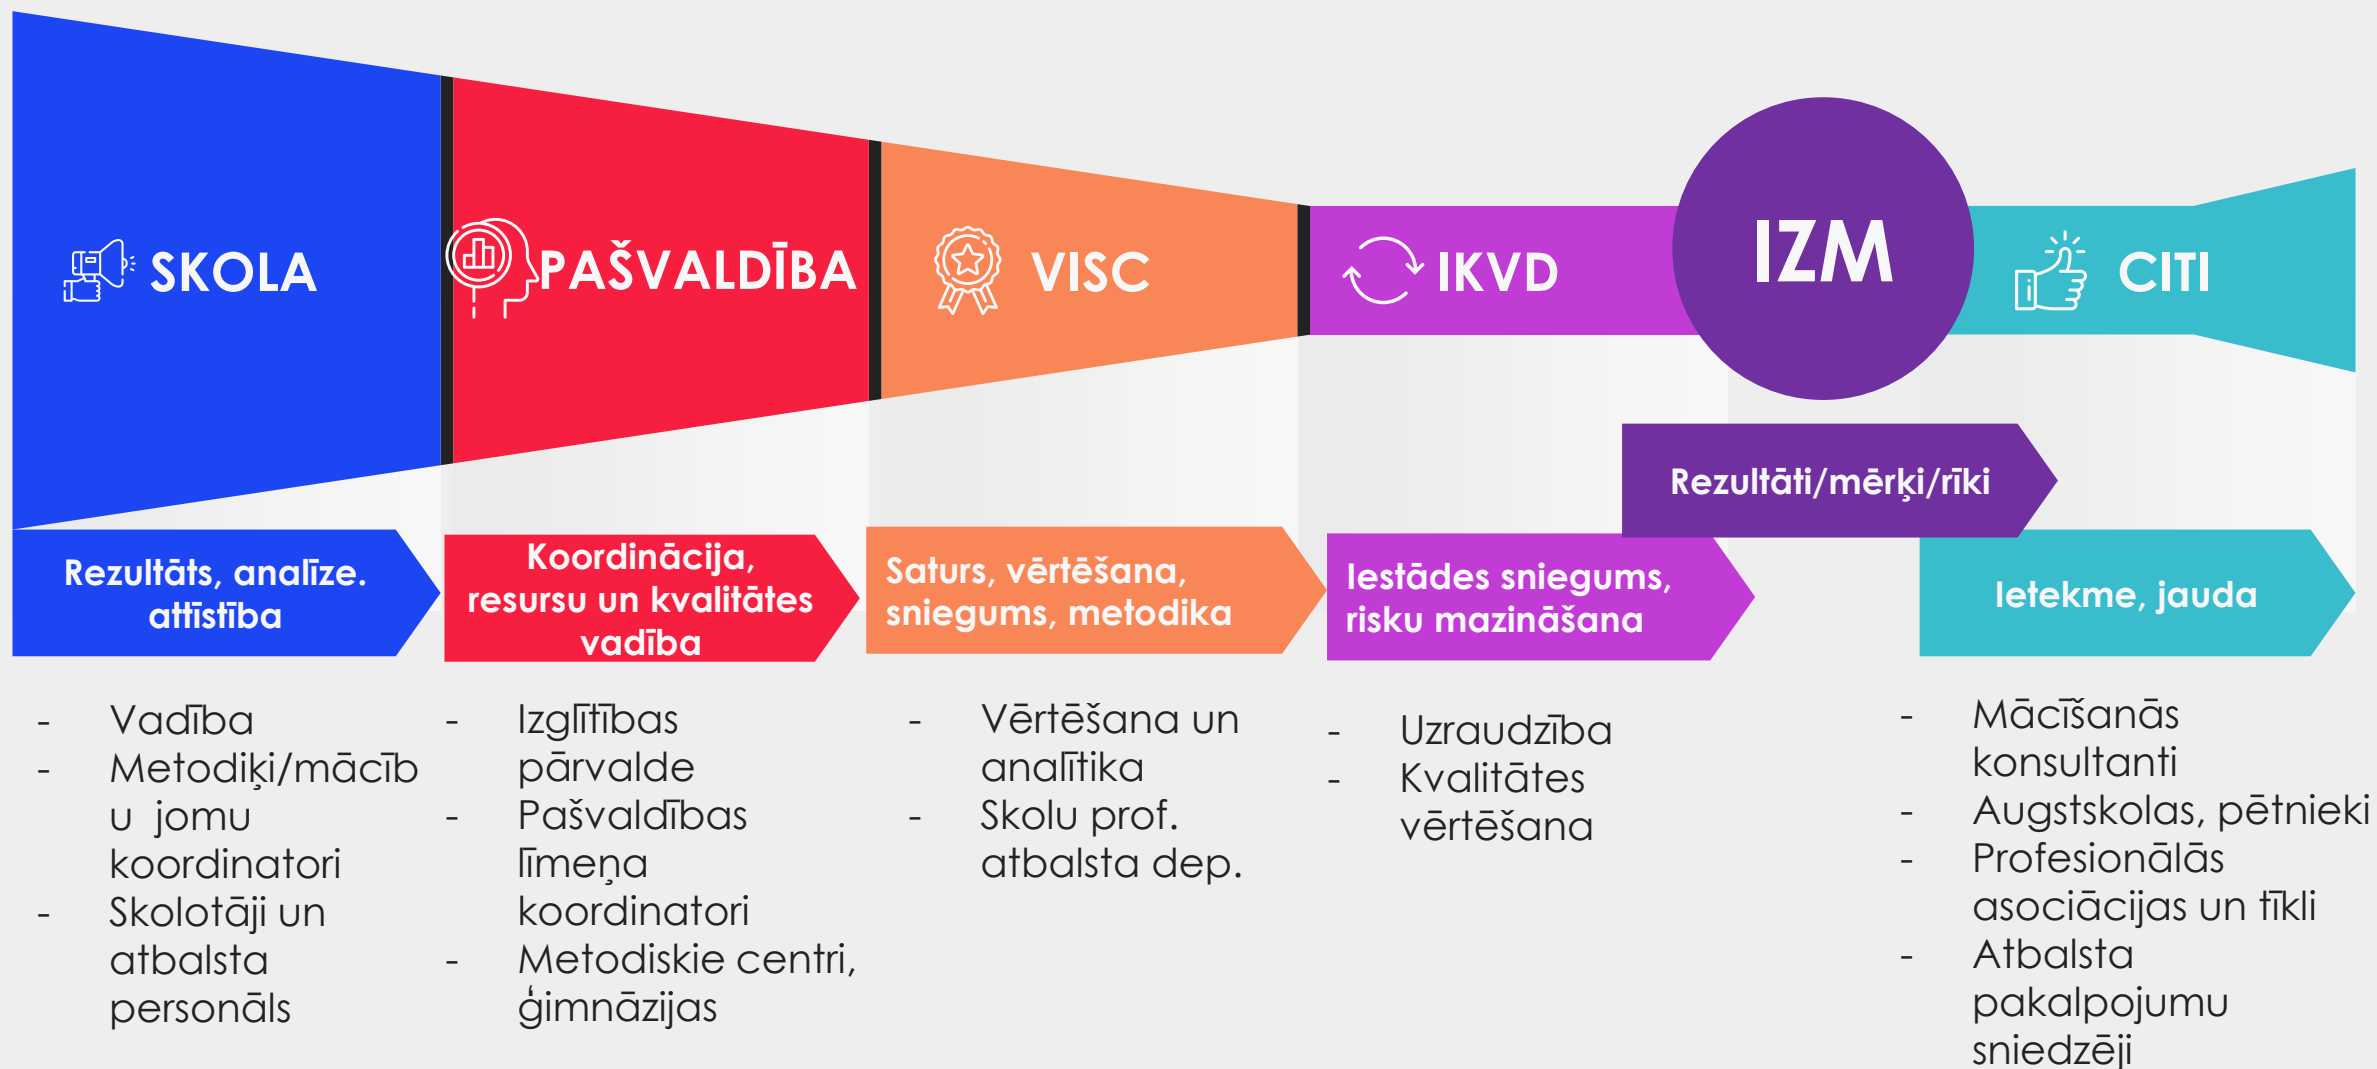 SKOLA
PAŠVALDĪBA
VISC
IKVD
IZM
CITI
Rezultāti/mērķi/rīki
Rezultāts, analīze.
attīstība
Koordinācija,
resursu un kvalitātes
vadība
Saturs, vērtēšana,
sniegums, metodika
Iestādes sniegums,
risku mazināšana
Ietekme, jauda
- Vadība
- Metodiķi/mācīb
u jomu
koordinatori
- Skolotāji un
atbalsta
personāls
- Izglītības
pārvalde
- Pašvaldības
līmeņa
koordinatori
- Metodiskie centri,
ģimnāzijas
- Vērtēšana un
analītika
- Skolu prof.
atbalsta dep.
- Uzraudzība
- Kvalitātes
vērtēšana
- Mācīšanās
konsultanti
- Augstskolas, pētnieki
- Profesionālās
asociācijas un tīkli
- Atbalsta
pakalpojumu
sniedzēji